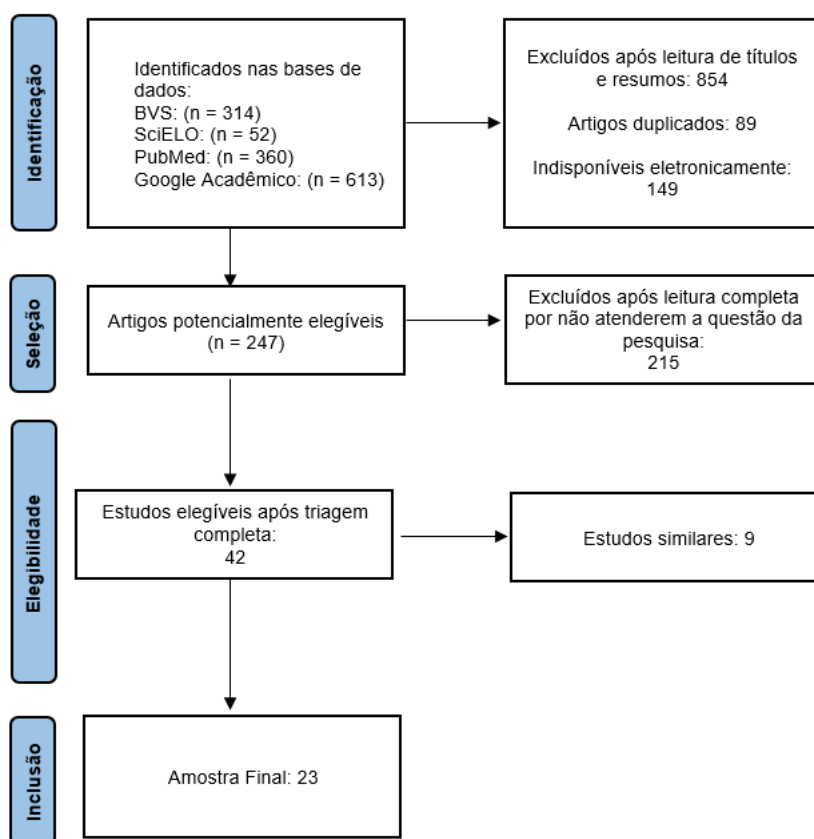 Identificação
Identificados nas bases de
dados:
BVS: (n = 314)
SciELO: (n = 52)
PubMed: (n = 360)
Google Acadêmico: (n = 613)
Excluídos após leitura de títulos
e resumos: 854
Artigos duplicados: 89
Indisponíveis eletronicamente:
149
Seleção
Artigos potencialmente elegíveis
(n = 247)
Excluídos após leitura completa
por não atenderem a questão da
pesquisa:
215
Elegibilidade
Estudos elegíveis após triagem
completa:
42
Estudos similares: 9
Inclusão
Amostra Final: 23